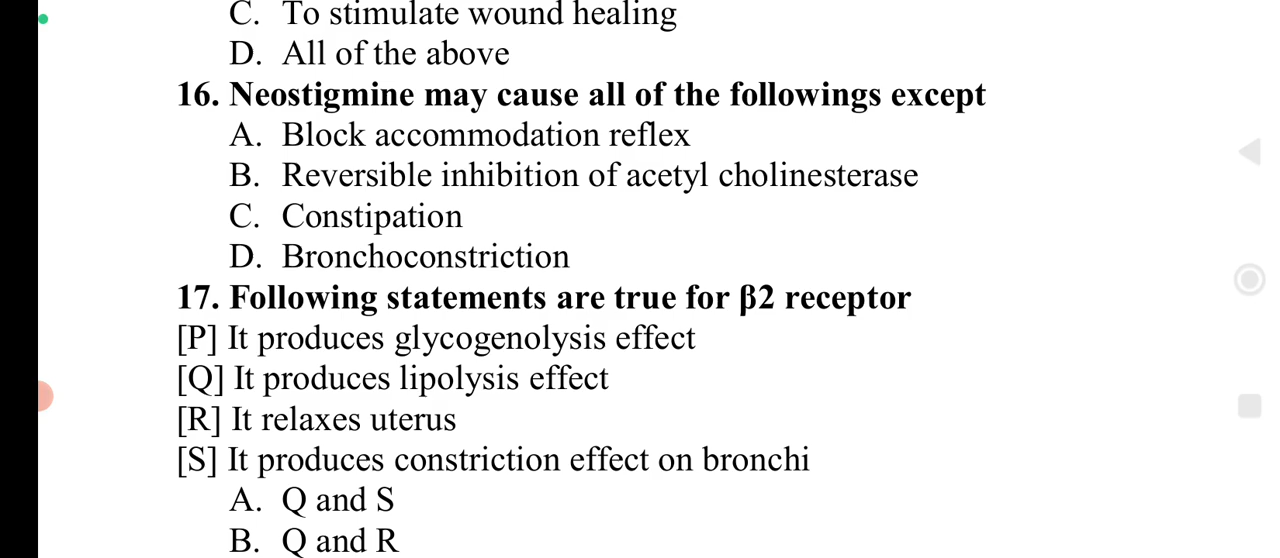 C. To stimulate wound healing
D. All of the above
16. Neostigmine may cause all of the followings except
A. Block accommodation reflex
B. Reversible inhibition of acetyl cholinesterase
C. Constipation
D. Bronchoconstriction
17. Following statements are true for β2 receptor
[P] It produces glycogenolysis effect
[Q] It produces lipolysis effect
[R] It relaxes uterus
[S] It produces constriction effect on bronchi
A. Q and S
B. Q and R